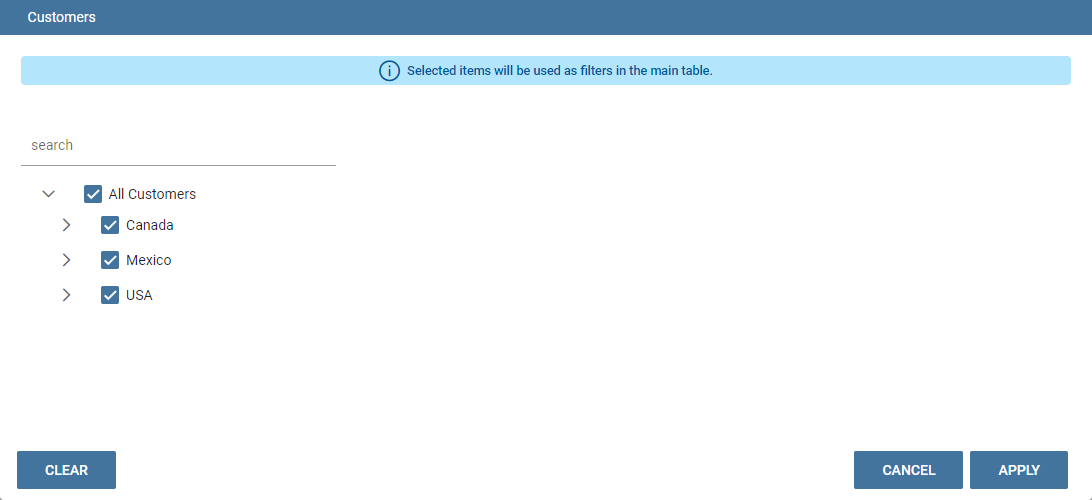 Customers
Selected items will be used as filters in the main table.
search
All Customers
Canada
Mexico
USA
CLEAR
CANCEL
APPLY